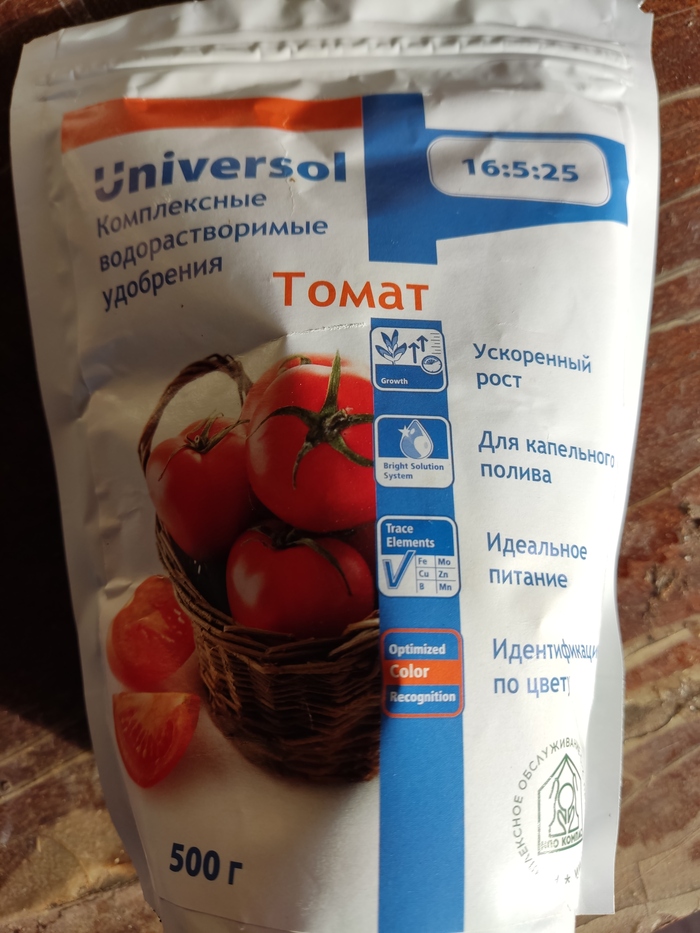 Universol
16:5:25
Комплексные
водорастворимые
удобрения
Томат
Growth
Ускоренный
рост
Bright Solution
System
Для капельного
полива
Trace
Elements
Fe Mo
Cu Zn
B Mn
Идеальное
питание
Optimized
Color
Recognition
по цвету
ОБСЛУЖИВАНИЕ
500 г